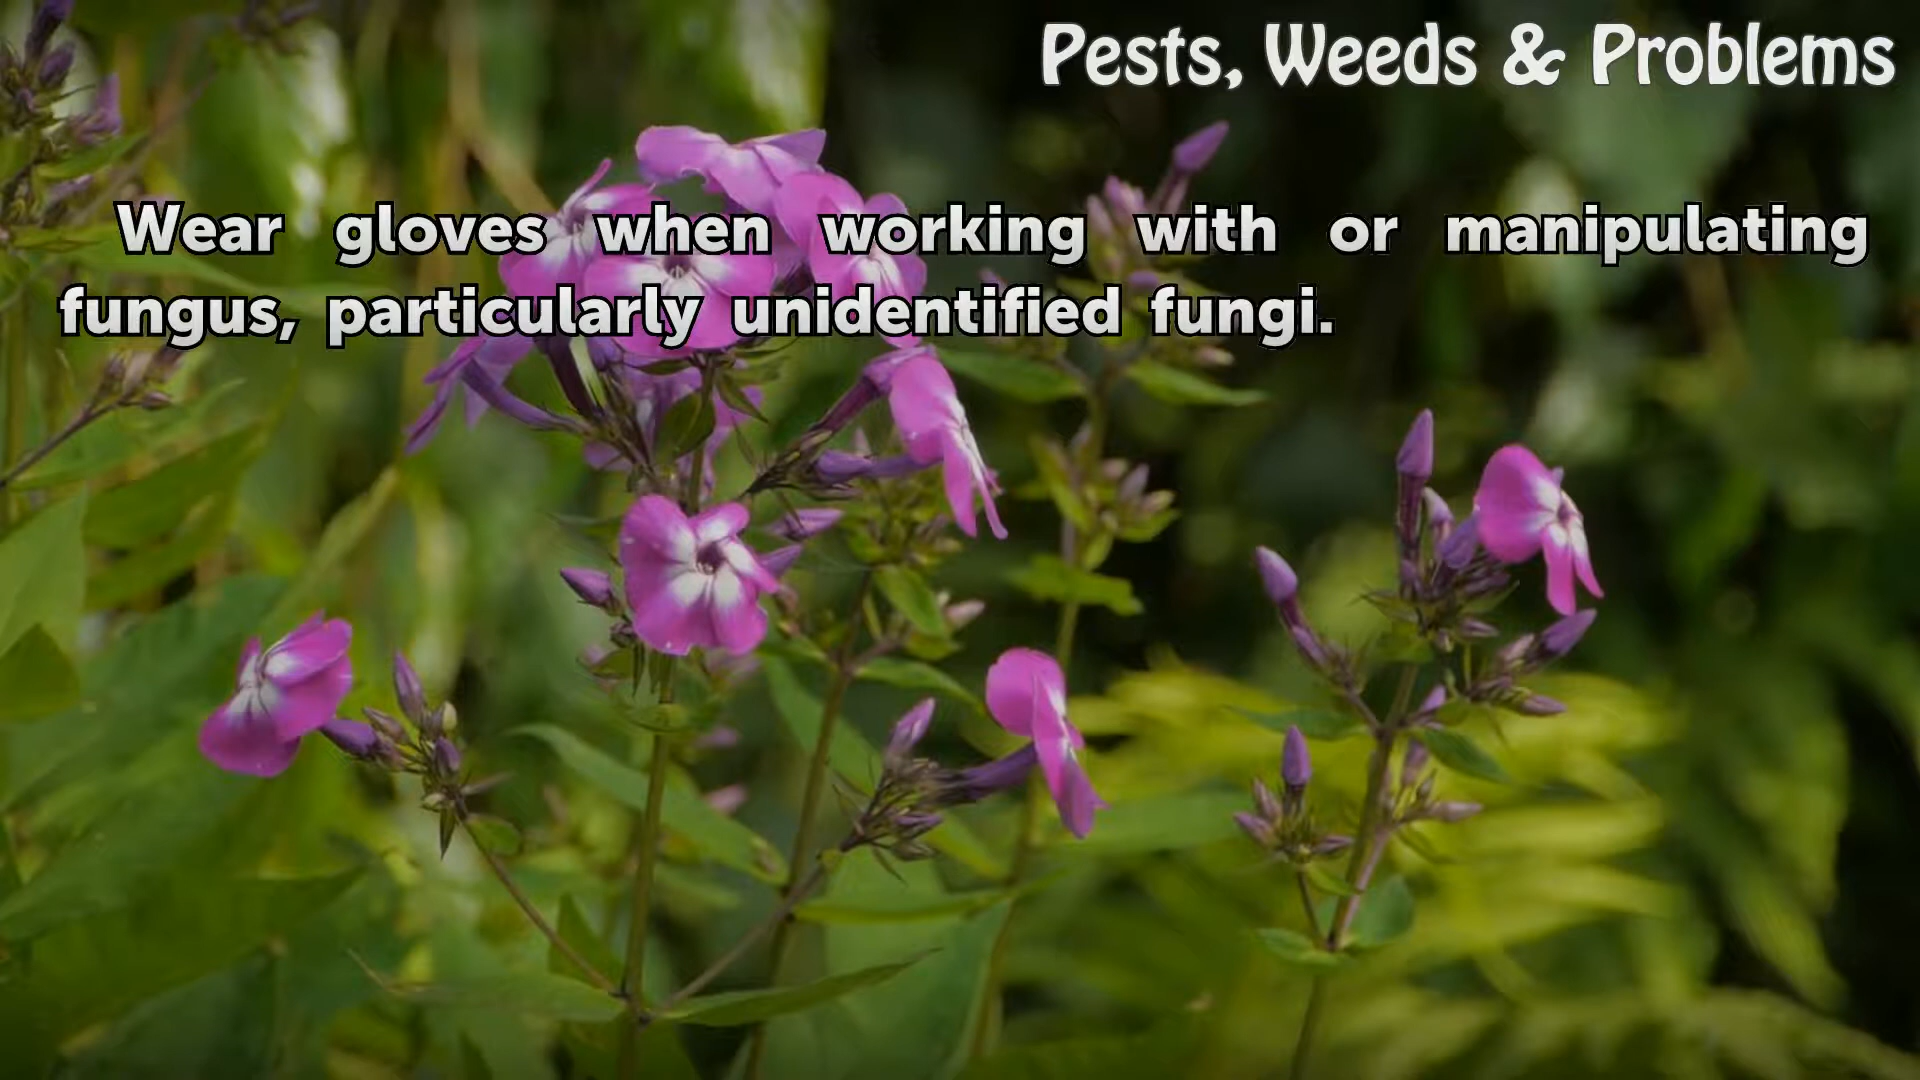 Pests, Weeds & Problems
Wear gloves when working with or manipulating
fungus, particularly unidentified fungi.